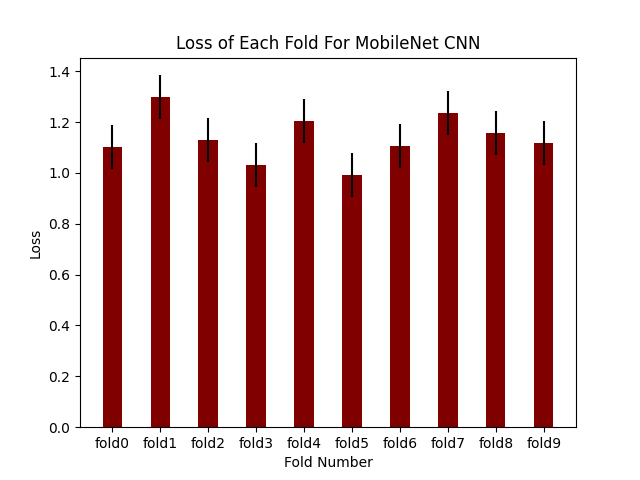 Loss of Each Fold For MobileNet CNN
Loss
1.4
1.2
1.0
0.8
0.6
0.4
0.2
0.0
fold0 fold1 fold2 fold3 fold4 fold5 fold6 fold7 fold8 fold9
Fold Number